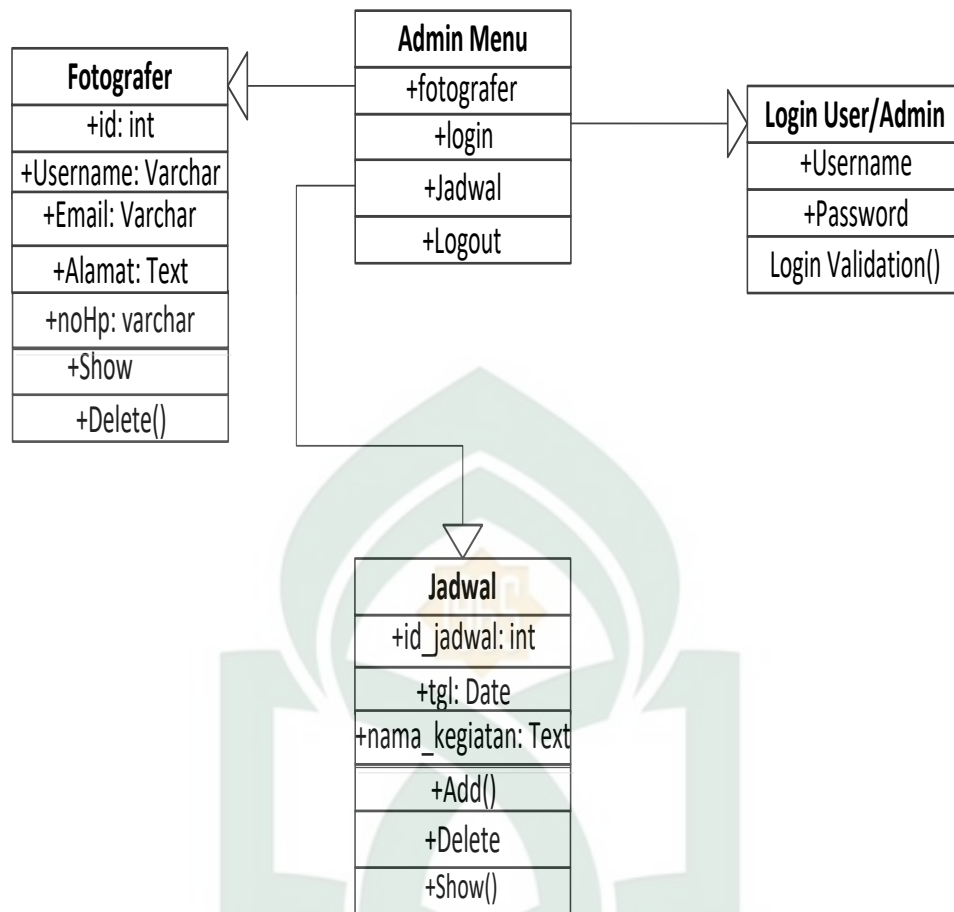 Fotografer
+id: int
+Username: Varchar
+Email: Varchar
+Alamat: Text
+noHp: varchar
+Show
+Delete()
Admin Menu
+fotografer
+login
+Jadwal
+Logout
Login User/Admin
+Username
+Password
Login Validation()
Jadwal
+id_jadwal: int
+tgl: Date
+nama_kegiatan: Text
+Add()
+Delete
+Show()